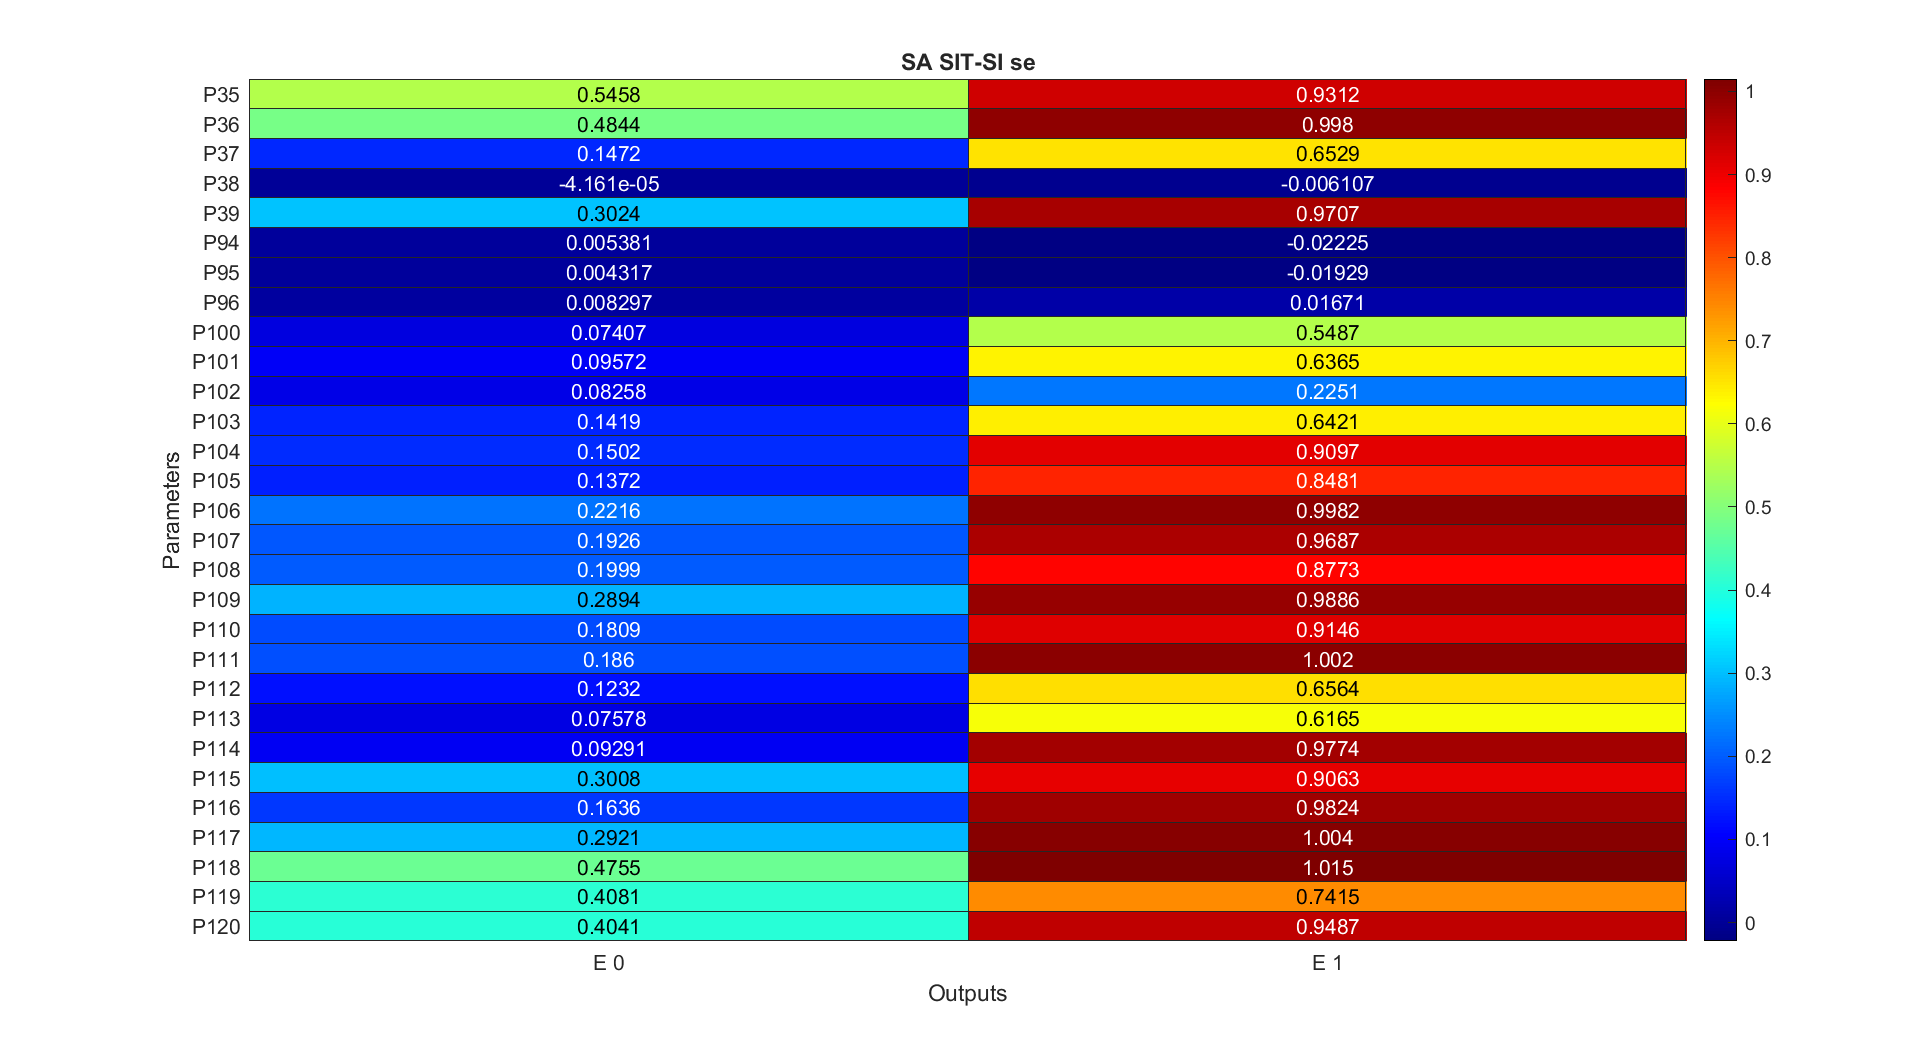 SA SIT-SI se
P35 0.5458 0.9312 1
P36 0.4844 0.998
P37 0.1472 0.6529
P38 -4.161e-05 -0.006107 0.9
P39 0.3024 0.9707
P94 0.005381 -0.02225
P95 0.004317 -0.01929 0.8
P96 0.008297 0.01671
P100 0.07407 0.5487 0.7
P101 0.09572 0.6365
P102 0.08258 0.2251
P103 0.1419 0.6421 0.6
P104 0.1502 0.9097
P105 0.1372 0.8481
P106 0.2216 0.9982 0.5
Parameters
P107 0.1926 0.9687
P108 0.1999 0.8773
P109 0.2894 0.9886 0.4
P110 0.1809 0.9146
P111 0.186 1.002
P112 0.1232 0.6564 0.3
P113 0.07578 0.6165
P114 0.09291 0.9774 0.2
P115 0.3008 0.9063
P116 0.1636 0.9824
P117 0.2921 1.004 0.1
P118 0.4755 1.015
P119 0.4081 0.7415
P120 0.4041 0.9487 0
E 0 E 1
Outputs